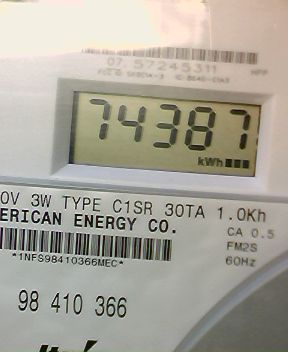 07. 57245311
74387
kWh
0V 3W TYPE C1SR 30TA 1.0Kh
ERICAN ENERGY CO.
CA 0.5
FM2S
*1NFS98410366MEC*
60Hz
98 410 366